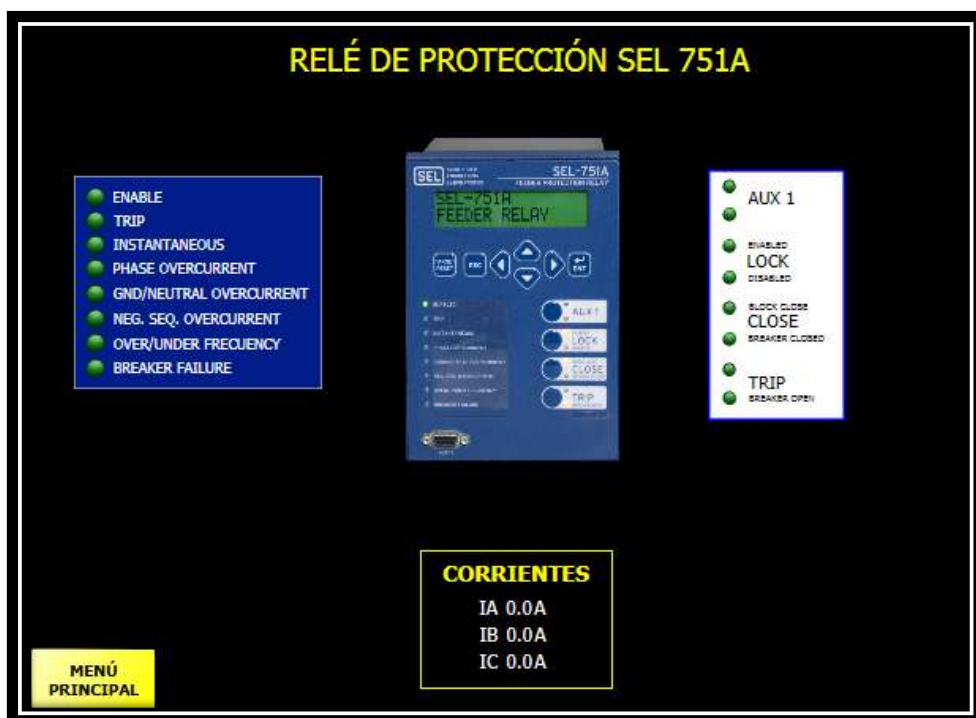 RELÉ DE PROTECCIÓN SEL 751A
ENABLE
TRIP
INSTANTANEOUS
PHASE OVERCURRENT
GND/NEUTRAL OVERCURRENT
NEG. SEQ. OVERCURRENT
OVER/UNDER FRECUENCY
BREAKER FAILURE
SEL
SEL-751A
FEEDER PROTECTION RELAY
SEL-751A
FEEDER RELAY
ESC
ENT
AUX 1
LOCK
CLOSE
TRIP
AUX 1
ENABLED
LOCK
DISABLED
BLOCK CLOSE
CLOSE
BREAKER CLOSED
TRIP
BREAKER OPEN
CORRIENTES
IA 0.0A
IB 0.0A
IC 0.0A
MENÚ
PRINCIPAL